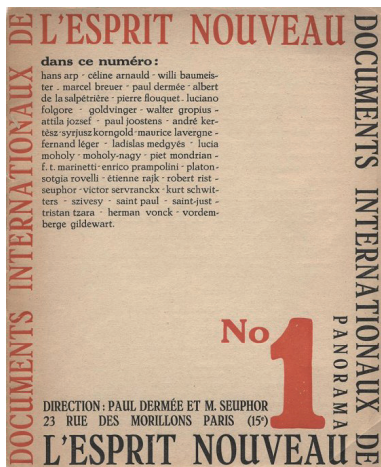 DOCUMENTS INTERNATIONAUX DE
L'ESPRIT NOUVEAU
DOCUMENTS INTERNATIONAUX DE
dans ce numéro :
hans arp - céline arnauld - willi baumeis-
ter . marcel breuer - paul dermée - albert
de la salpétrière - pierre flouquet . luciano
folgore - goldvinger - walter gropius -
attila jozsef - paul joostens - andré ker-
tész - syrjusz korngold - maurice lavergne -
fernand léger - ladislas medgyés - lucia
moholy - moholy-nagy - piet mondrian -
f. t. marinetti - enrico prampolini - platon -
sotgia rovelli - étienne rajk - robert rist -
seuphor - victor servranckx - kurt schwit-
ters - szivesy - saint paul - saint-just -
tristan tzara - herman vonck - vordem-
berge gildewart.
No 1
PANORAMA
DIRECTION : PAUL DERMÉE ET M. SEUPHOR
23 RUE DES MORILLONS PARIS (15e)
L'ESPRIT NOUVEAU